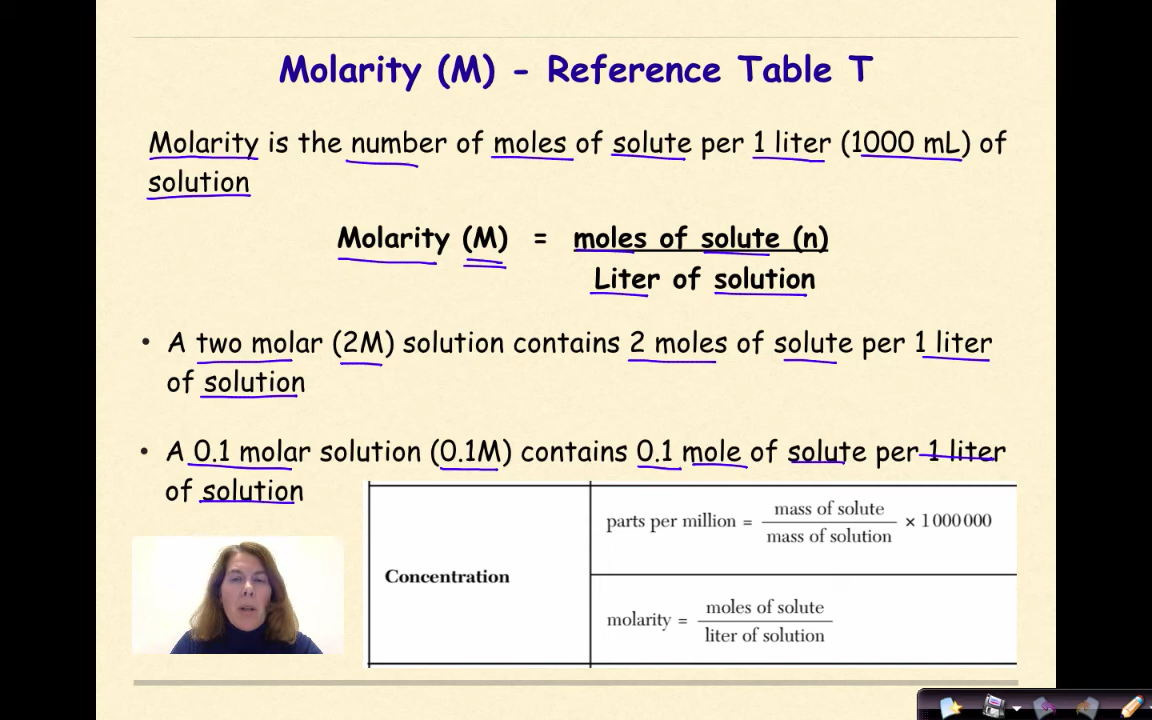 Molarity (M) - Reference Table T
Molarity is the number of moles of solute per 1 liter (1000 mL) of
solution
Molarity (M) = moles of solute (n)
Liter of solution
• A two molar (2M) solution contains 2 moles of solute per 1 liter
of solution
• A 0.1 molar solution (0.1M) contains 0.1 mole of solute per 1 liter
of solution
Concentration
parts per million = mass of solute
mass of solution
× 1 000 000
molarity = moles of solute
liter of solution